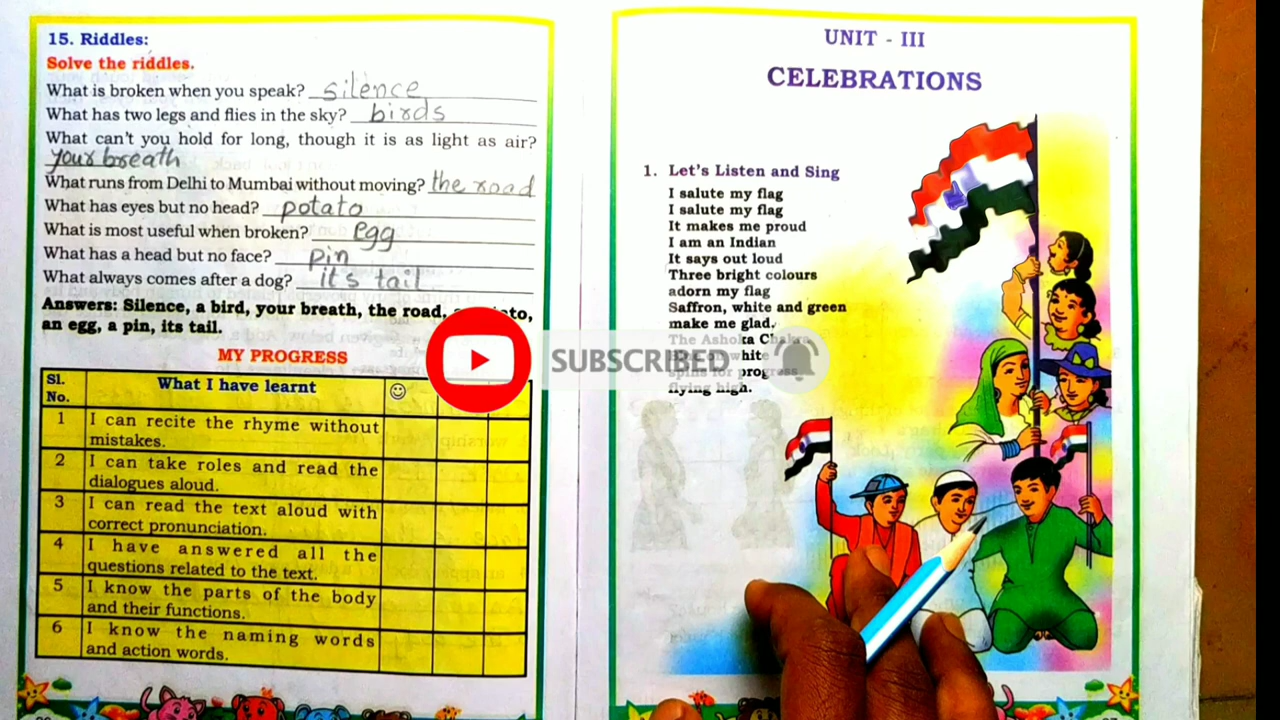 15. Riddles:
Solve the riddles.
What is broken when you speak? silence
What has two legs and flies in the sky? birds
What can't you hold for long, though it is as light as air?
your breath
What runs from Delhi to Mumbai without moving? the road
What has eyes but no head? potato
What is most useful when broken? egg
What has a head but no face? pin
What always comes after a dog? it's tail
Answers: Silence, a bird, your breath, the road,
an egg, a pin, its tail.
MY PROGRESS
Sl. No. What I have learnt
1 I can recite the rhyme without
mistakes.
2 I can take roles and read the
dialogues aloud.
3 I can read the text aloud with
correct pronunciation.
4 I have answered all the
questions related to the text.
5 I know the parts of the body
and their functions.
6 I know the naming words
and action words.
UNIT - III
CELEBRATIONS
1. Let's Listen and Sing
I salute my flag
I salute my flag
It makes me proud
I am an Indian
It says out loud
Three bright colours
adorn my flag
Saffron, white and green
make me glad.
The Ashoka Chakra
white
spins for progress
flying high.
SUBSCRIBED